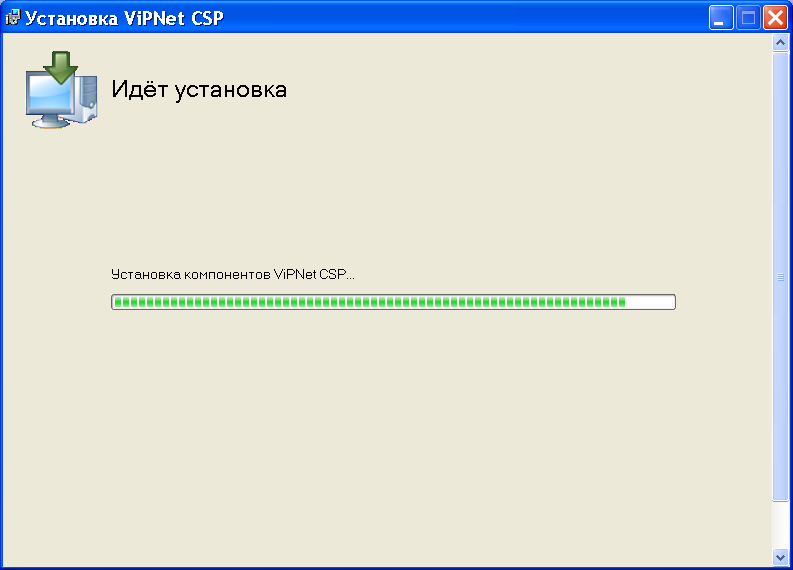 Установка ViPNet CSP
Идёт установка
Установка компонентов ViPNet CSP...